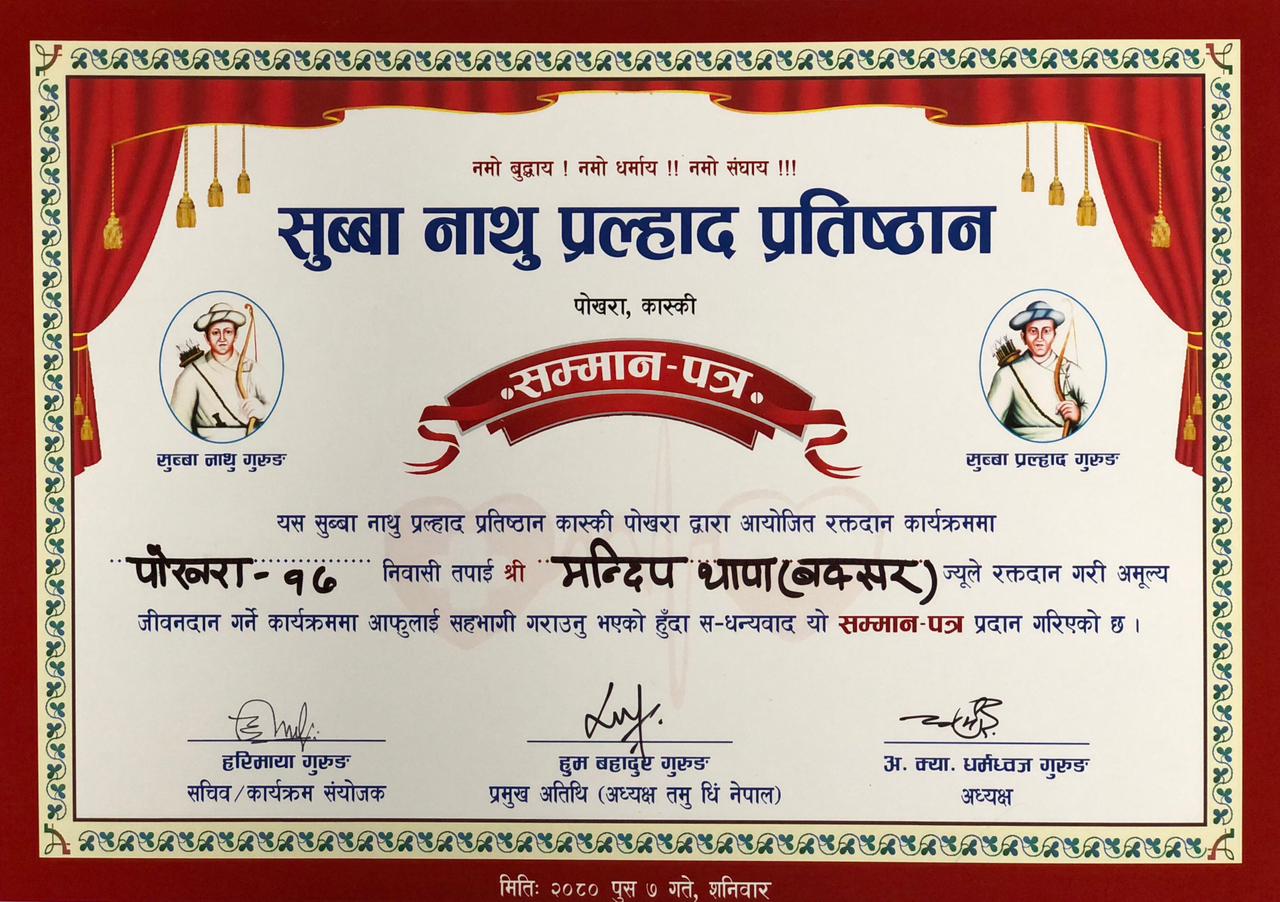 नमो बुद्धाय ! नमो धर्माय !! नमो संघाय !!!
सुब्बा नाथु प्रल्हाद प्रतिष्ठान
पोखरा, कास्की
सम्मान-पत्र
सुब्बा नाथु गुरुङ
सुब्बा प्रल्हाद गुरुङ
यस सुब्बा नाथु प्रल्हाद प्रतिष्ठान कास्की पोखरा द्वारा आयोजित रक्तदान कार्यक्रममा
पोखरा - १७ निवासी तपाई श्री मन्दिप थापा (बक्सर) ज्यूले रक्तदान गरी अमूल्य
जीवनदान गर्ने कार्यक्रममा आफुलाई सहभागी गराउनु भएको हुँदा स-धन्यवाद यो सम्मान-पत्र प्रदान गरिएको छ ।
हरिमाया गुरुङ
सचिव/कार्यक्रम संयोजक
हुम बहादुर गुरुङ
प्रमुख अतिथि (अध्यक्ष तमु धिं नेपाल)
अ. क्या. धर्मध्वज गुरुङ
अध्यक्ष
मितिः २०८० पुस ७ गते, शनिवार